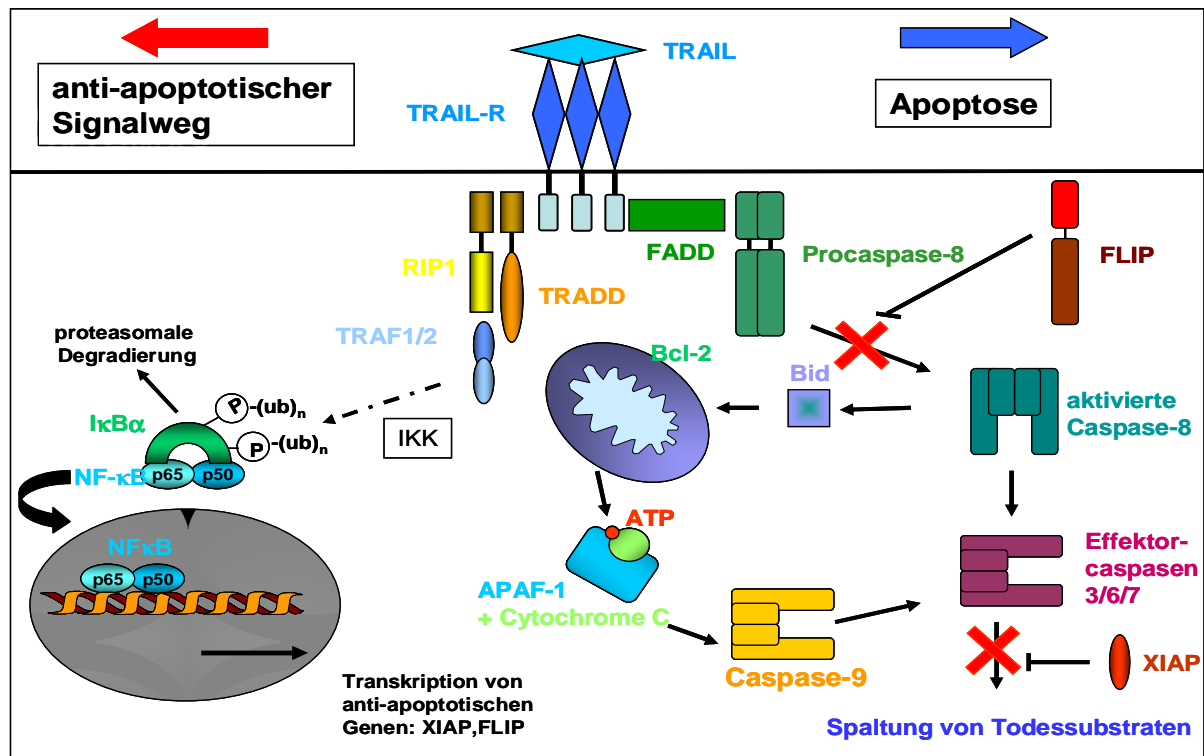 TRAIL
anti-apoptotischer
Signalweg
TRAIL-R
Apoptose
RIP1
TRADD
FADD
Procaspase-8
FLIP
TRAF1/2
proteasomale
Degradierung
Bcl-2
Bid
aktivierte
Caspase-8
P-(ub)n
IκBα
P-(ub)n
IKK
NF-κB
p65
p50
NFκB
p65
p50
ATP
APAF-1
+ Cytochrome C
Effektor-
caspasen
3/6/7
Caspase-9
XIAP
Transkription von
anti-apoptotischen
Genen: XIAP,FLIP
Spaltung von Todessubstraten